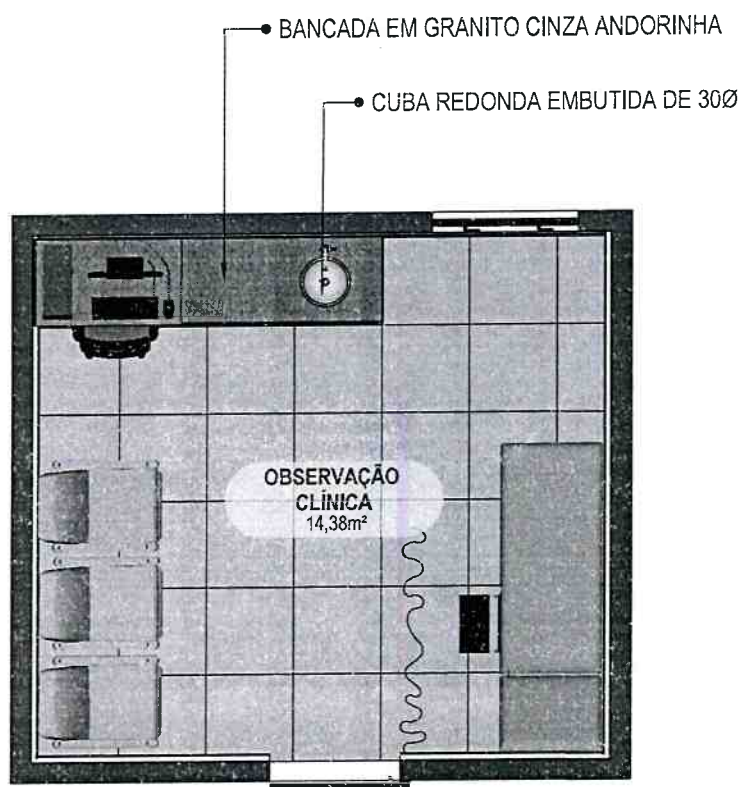 BANCADA EM GRANITO CINZA ANDORINHA
CUBA REDONDA EMBUTIDA DE 30Ø
OBSERVAÇÃO
CLÍNICA
14,38m²